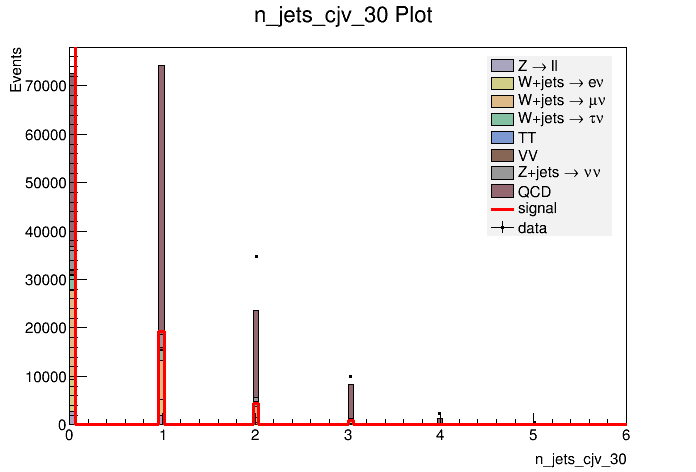 n_jets_cjv_30 Plot
Events
70000
60000
50000
40000
30000
20000
10000
0
0 1 2 3 4 5 6
n_jets_cjv_30
Z → ll
W+jets → eν
W+jets → μν
W+jets → τν
TT
VV
Z+jets → νν
QCD
signal
data